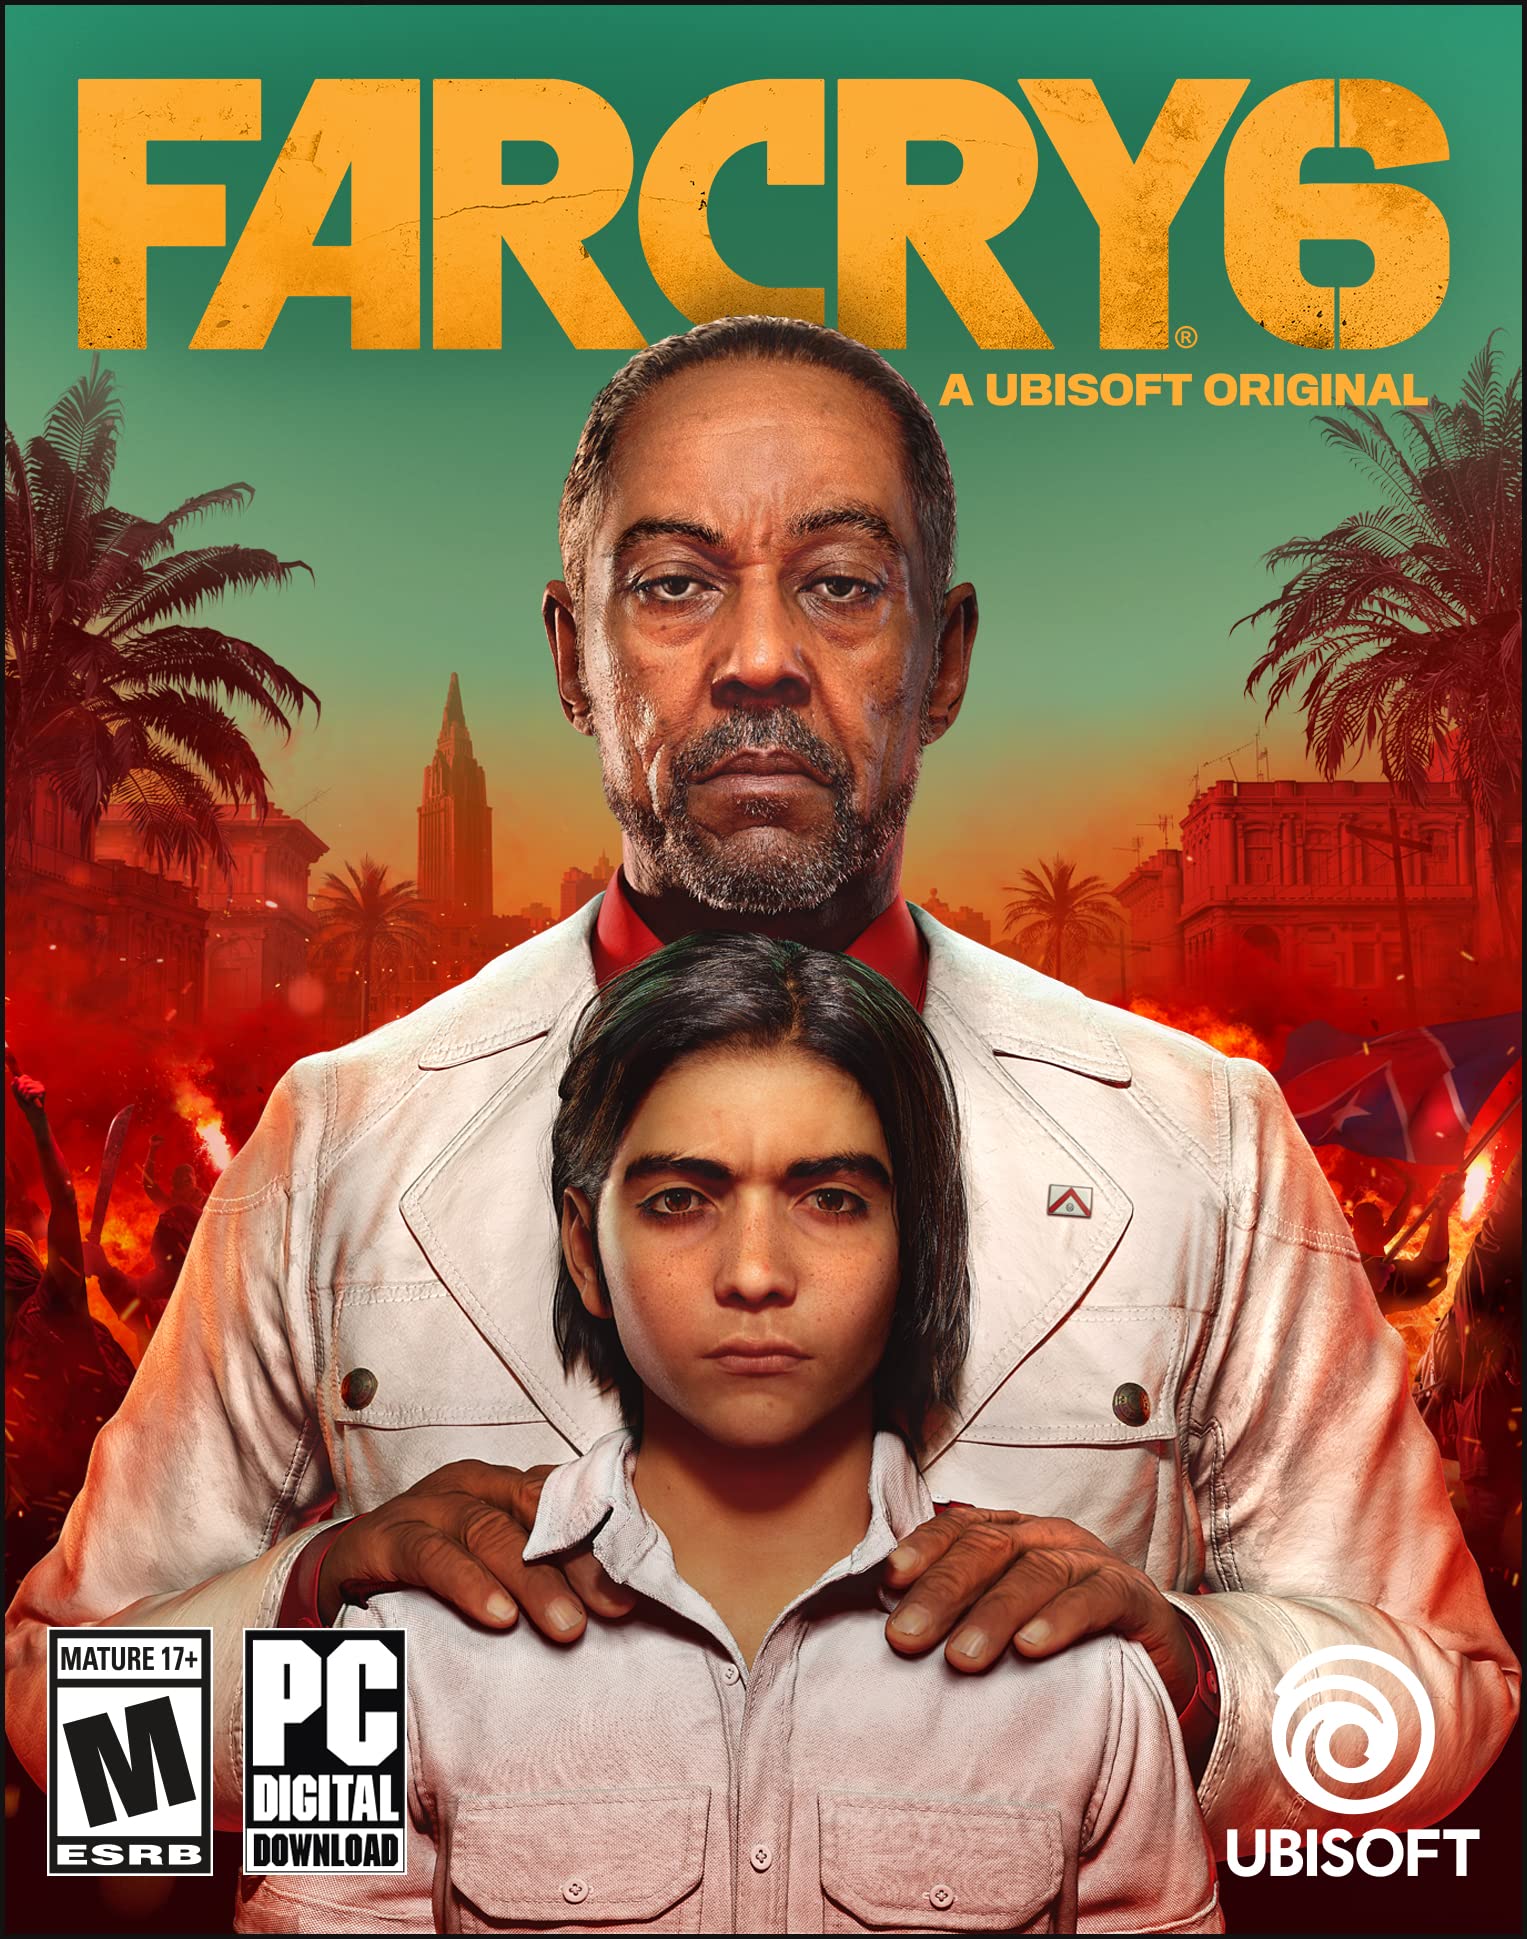 FARCRY6
®
A UBISOFT ORIGINAL
MATURE 17+
M
ESRB
PC
DIGITAL
DOWNLOAD
UBISOFT